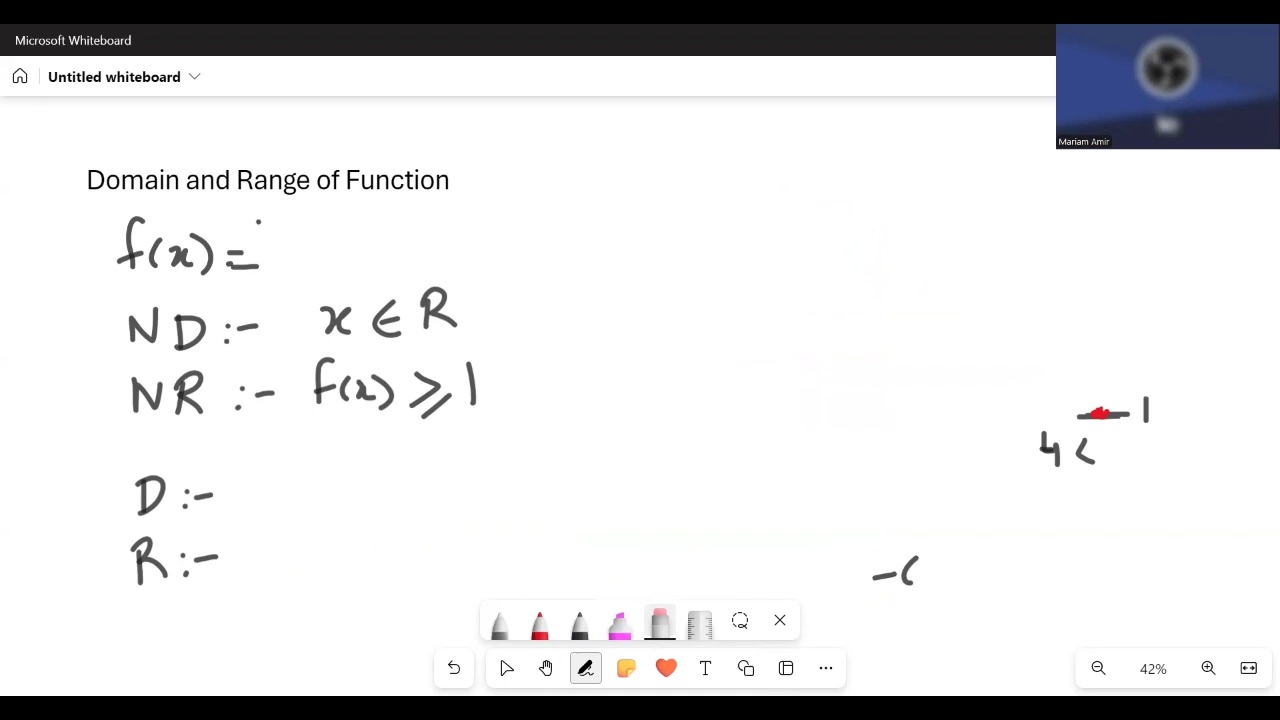 Microsoft Whiteboard
Untitled whiteboard
Mariam Amir
Domain and Range of Function
f(x) =
ND :- x ∈ R
NR :- f(x) ⩾ 1
1
4 <
D :-
R :-
-(
T
42%